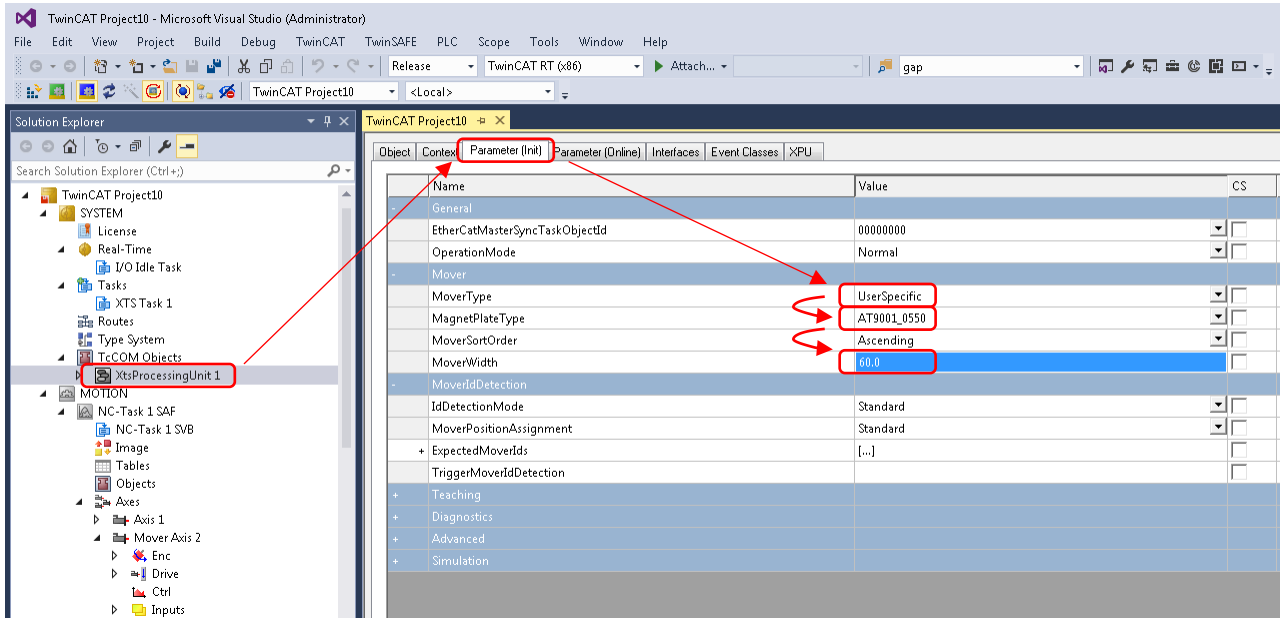 TwinCAT Project10 - Microsoft Visual Studio (Administrator)
File Edit View Project Build Debug TwinCAT TwinSAFE PLC Scope Tools Window Help
Release TwinCAT RT (x86) Attach... gap
TwinCAT Project10 <Local>
Solution Explorer
Search Solution Explorer (Ctrl+;)
TwinCAT Project10
SYSTEM
License
Real-Time
I/O Idle Task
Tasks
XTS Task 1
Routes
Type System
TcCOM Objects
XtsProcessingUnit 1
MOTION
NC-Task 1 SAF
NC-Task 1 SVB
Image
Tables
Objects
Axes
Axis 1
Mover Axis 2
Enc
Drive
Ctrl
Inputs
TwinCAT Project10
Object Context Parameter (Init) Parameter (Online) Interfaces Event Classes XPU
Name Value CS
- General
EtherCatMasterSyncTaskObjectId 00000000
OperationMode Normal
- Mover
MoverType UserSpecific
MagnetPlateType AT9001_0550
MoverSortOrder Ascending
MoverWidth 60.0
- MoverIdDetection
IdDetectionMode Standard
MoverPositionAssignment Standard
+ ExpectedMoverIds [...]
TriggerMoverIdDetection
+ Teaching
+ Diagnostics
+ Advanced
+ Simulation